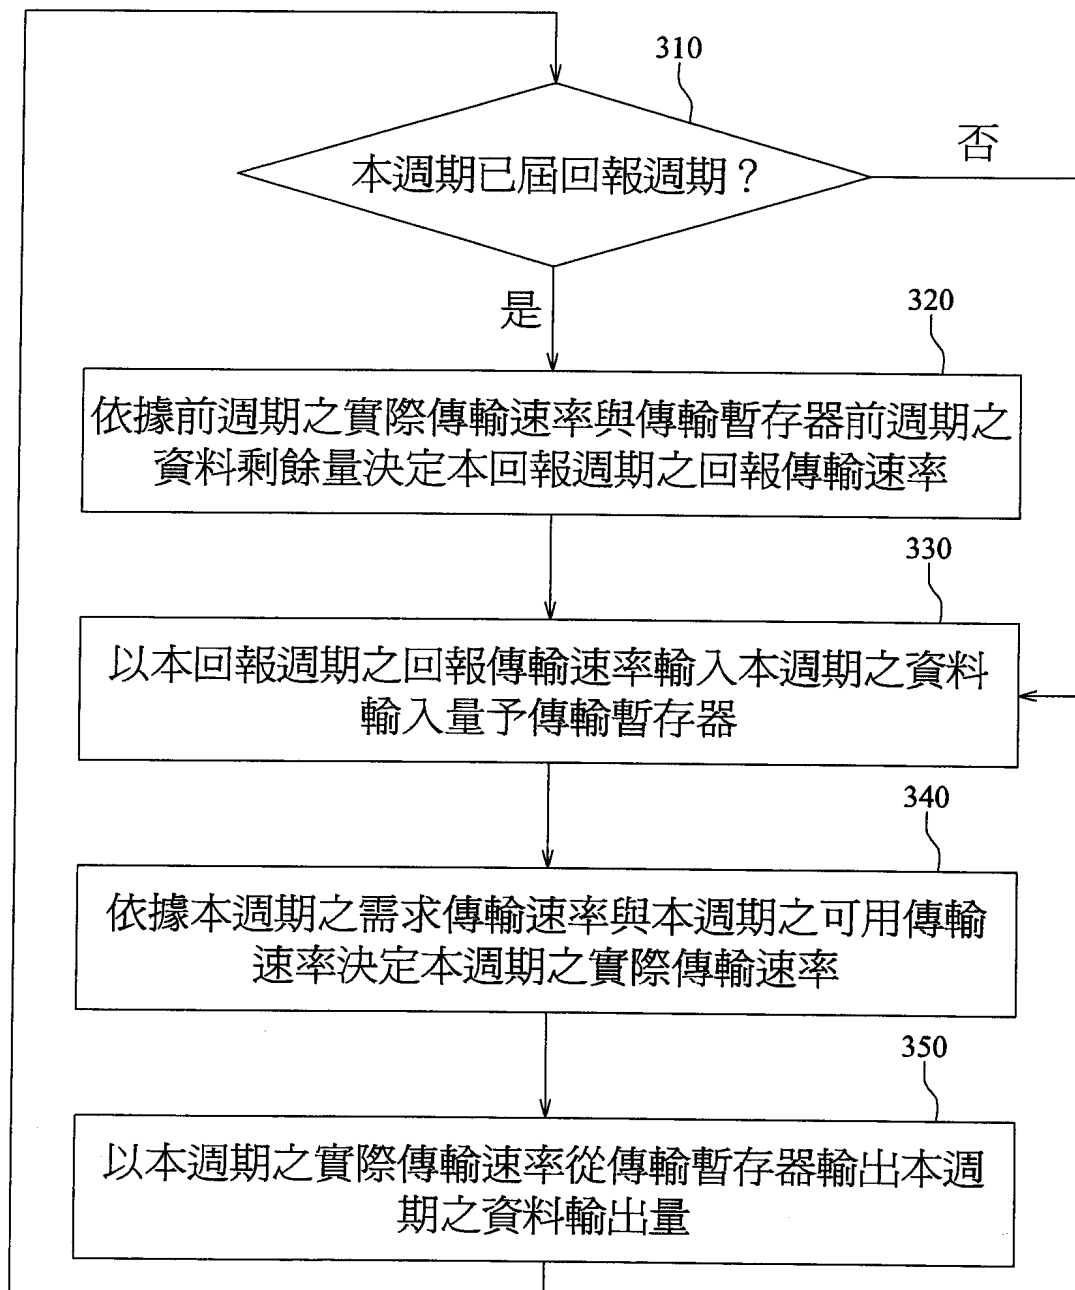 310
否
本週期已屆回報週期？
是
320
依據前週期之實際傳輸速率與傳輸暫存器前週期之
資料剩餘量決定本回報週期之回報傳輸速率
330
以本回報週期之回報傳輸速率輸入本週期之資料
輸入量予傳輸暫存器
340
依據本週期之需求傳輸速率與本週期之可用傳輸
速率決定本週期之實際傳輸速率
350
以本週期之實際傳輸速率從傳輸暫存器輸出本週
期之資料輸出量